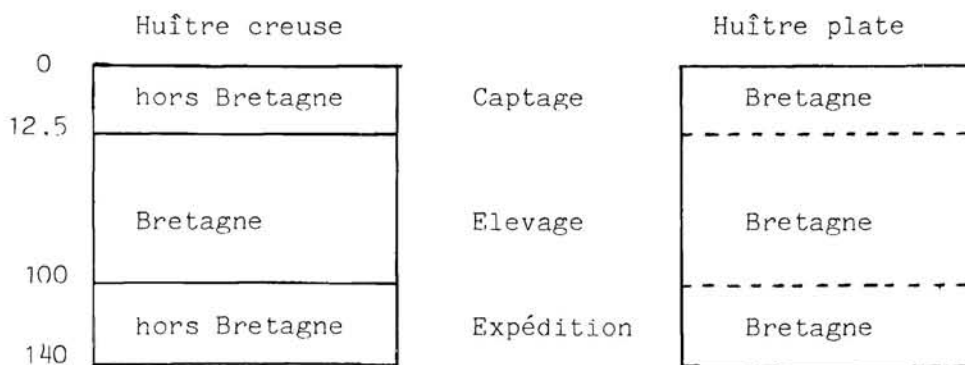 Huître creuse Huître plate
0
hors Bretagne Captage Bretagne
12.5
Bretagne Elevage Bretagne
100
hors Bretagne Expédition Bretagne
140